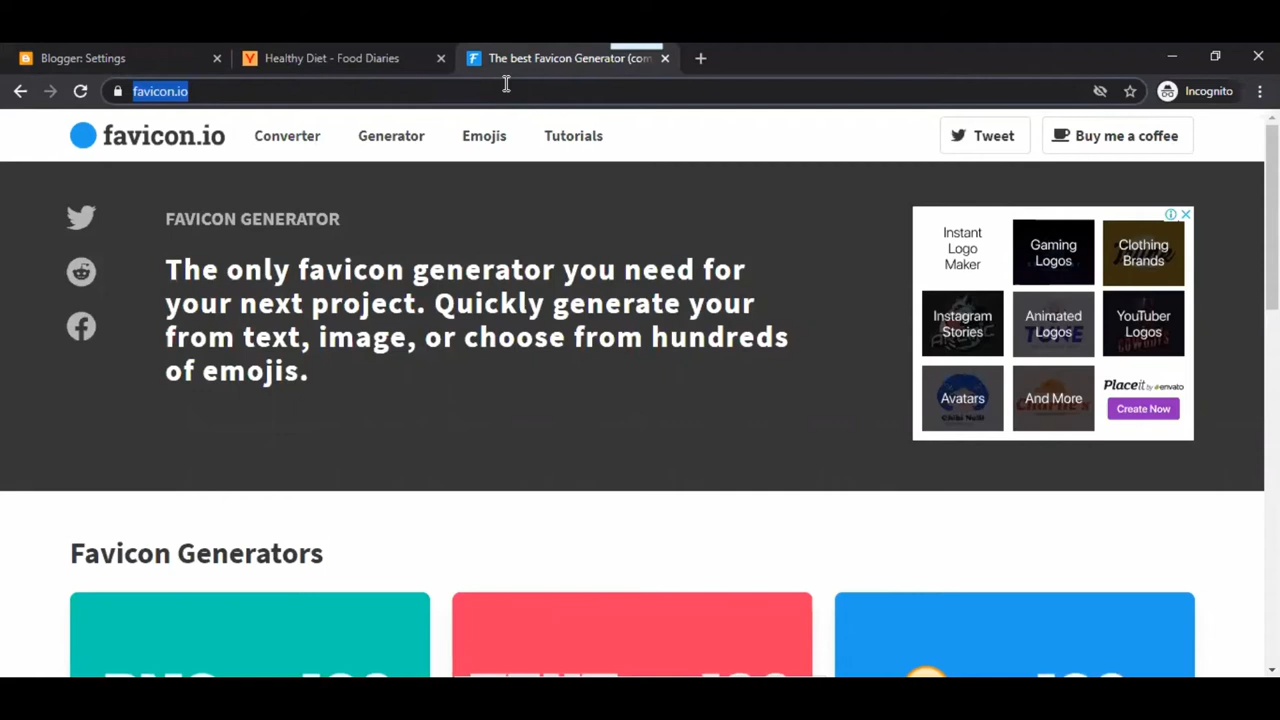 Blogger: Settings
Healthy Diet - Food Diaries
The best Favicon Generator (com
favicon.io
Incognito
favicon.io
Converter
Generator
Emojis
Tutorials
Tweet
Buy me a coffee
FAVICON GENERATOR
The only favicon generator you need for
your next project. Quickly generate your
from text, image, or choose from hundreds
of emojis.
Instant
Logo
Maker
Gaming
Logos
Clothing
Brands
Instagram
Stories
Animated
Logos
YouTuber
Logos
Avatars
And More
Placeit by envato
Create Now
Favicon Generators